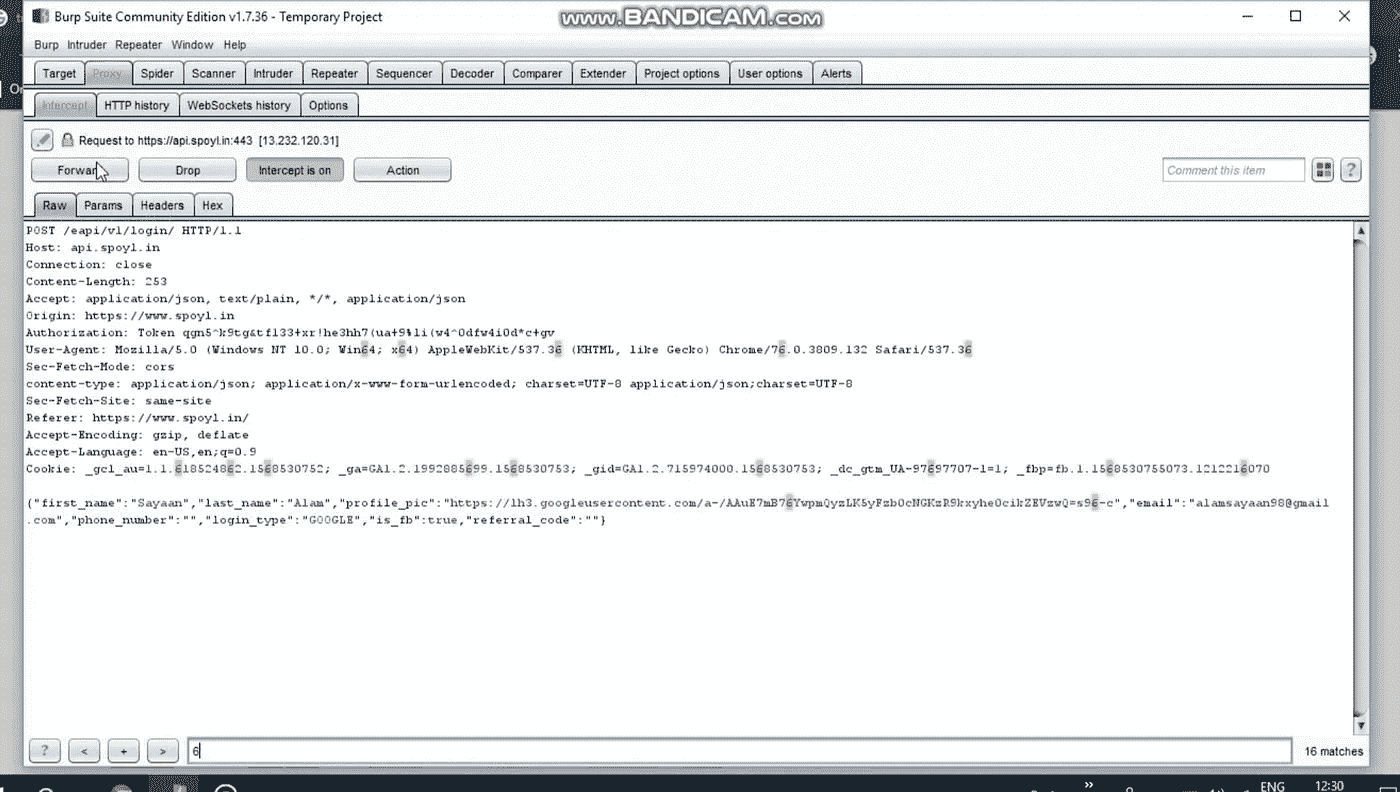 Burp Suite Community Edition v1.7.36 - Temporary Project
www.BANDICAM.com
Burp Intruder Repeater Window Help
Target Proxy Spider Scanner Intruder Repeater Sequencer Decoder Comparer Extender Project options User options Alerts
Intercept HTTP history WebSockets history Options
Request to https://api.spoyl.in:443 [13.232.120.31]
Forward Drop Intercept is on Action Comment this item ?
Raw Params Headers Hex
POST /eapi/v1/login/ HTTP/1.1
Host: api.spoyl.in
Connection: close
Content-Length: 253
Accept: application/json, text/plain, */*, application/json
Origin: https://www.spoyl.in
Authorization: Token
User-Agent: Mozilla/5.0 (Windows NT 10.0; Win64; x64) AppleWebKit/537.36 (KHTML, like Gecko) Chrome/76.0.3809.132 Safari/537.36
Sec-Fetch-Mode: cors
content-type: application/json; application/x-www-form-urlencoded; charset=UTF-8 application/json;charset=UTF-8
Sec-Fetch-Site: same-site
Referer: https://www.spoyl.in/
Accept-Encoding: gzip, deflate
Accept-Language: en-US,en;q=0.9
Cookie: _gcl_au=1.1.618524862.1568530752; _ga=GA1.2.1992885699.1568530753; _gid=GA1.2.715974000.1568530753; _dc_gtm_UA-97697707-1=1; _fbp=fb.1.1568530755073.1212216070
{"first_name":"Sayaan","last_name":"Alam","profile_pic":"https://lh3.googleusercontent.com/a-/AAuE7mB76YwpmQyzLK5yFzb0cNGKzR9kxyhe0cikZEVzwQ=s96-c","email":"alamsayaan98@gmail
.com","phone_number":"","login_type":"GOOGLE","is_fb":true,"referral_code":""}
? < + > 6 16 matches
ENG 12:30